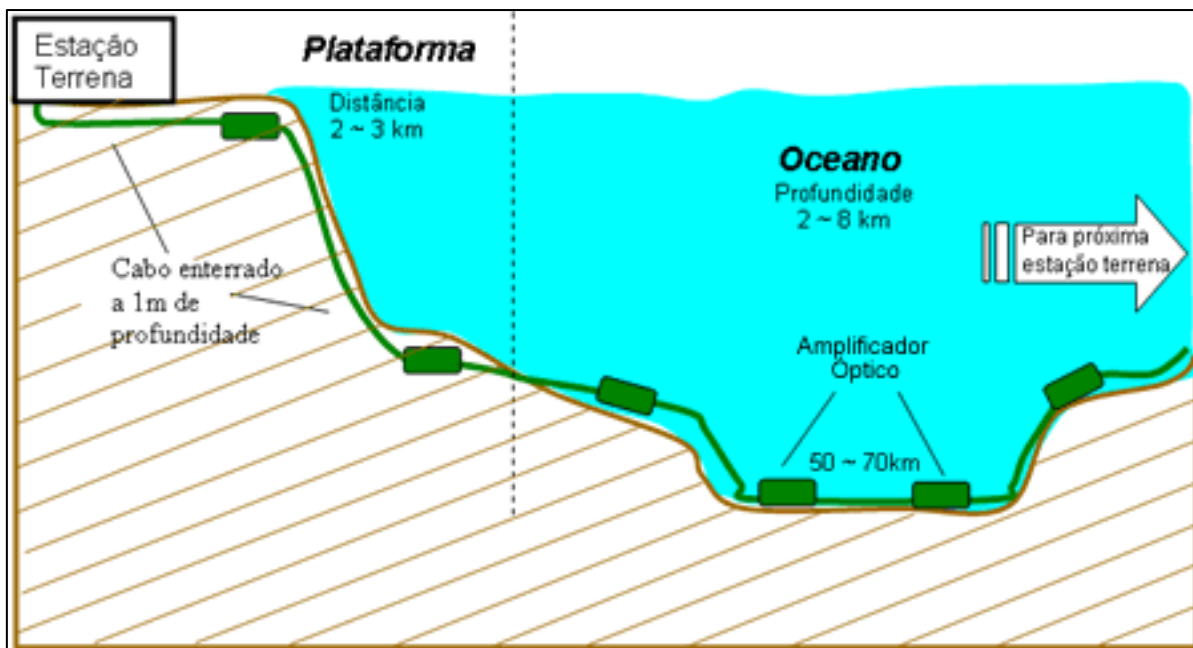 Estação
Terrena
Plataforma
Distância
2 ~ 3 km
Oceano
Profundidade
2 ~ 8 km
Para próxima
estação terrena
Cabo enterrado
a 1m de
profundidade
Amplificador
Óptico
50 ~ 70km